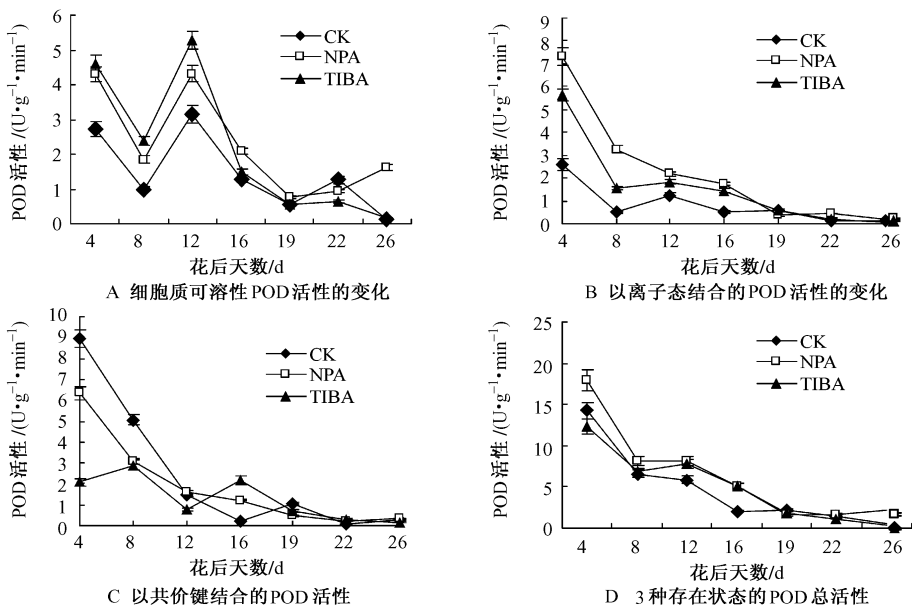 POD 活性 /(U·g⁻¹·min⁻¹)
6
5
4
3
2
1
0
CK
NPA
TIBA
4 8 12 16 19 22 26
花后天数/d
A 细胞质可溶性POD活性的变化
POD 活性 /(U·g⁻¹·min⁻¹)
9
8
7
6
5
4
3
2
1
0
CK
NPA
TIBA
4 8 12 16 19 22 26
花后天数/d
B 以离子态结合的POD活性的变化
POD 活性 /(U·g⁻¹·min⁻¹)
10
9
8
7
6
5
4
3
2
1
0
CK
NPA
TIBA
4 8 12 16 19 22 26
花后天数/d
C 以共价键结合的POD活性
POD 活性 /(U·g⁻¹·min⁻¹)
25
20
15
10
5
0
CK
NPA
TIBA
4 8 12 16 19 22 26
花后天数/d
D 3种存在状态的POD总活性